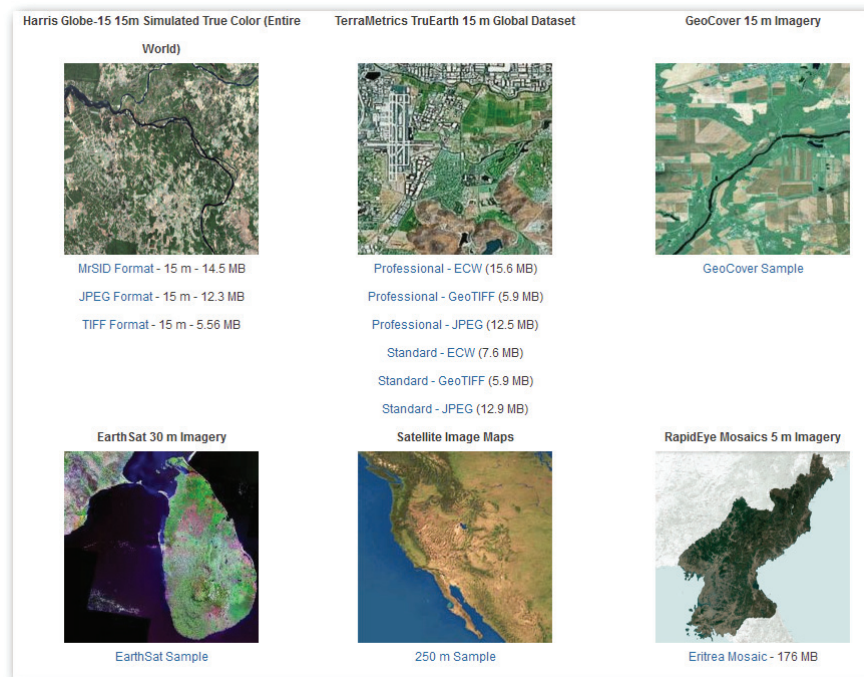 Harris Globe-15 15m Simulated True Color (Entire
World)
MrSID Format - 15 m - 14.5 MB
JPEG Format - 15 m - 12.3 MB
TIFF Format - 15 m - 5.56 MB
TerraMetrics TruEarth 15 m Global Dataset
Professional - ECW (15.6 MB)
Professional - GeoTIFF (5.9 MB)
Professional - JPEG (12.5 MB)
Standard - ECW (7.6 MB)
Standard - GeoTIFF (5.9 MB)
Standard - JPEG (12.9 MB)
GeoCover 15 m Imagery
GeoCover Sample
EarthSat 30 m Imagery
EarthSat Sample
Satellite Image Maps
250 m Sample
RapidEye Mosaics 5 m Imagery
Eritrea Mosaic - 176 MB